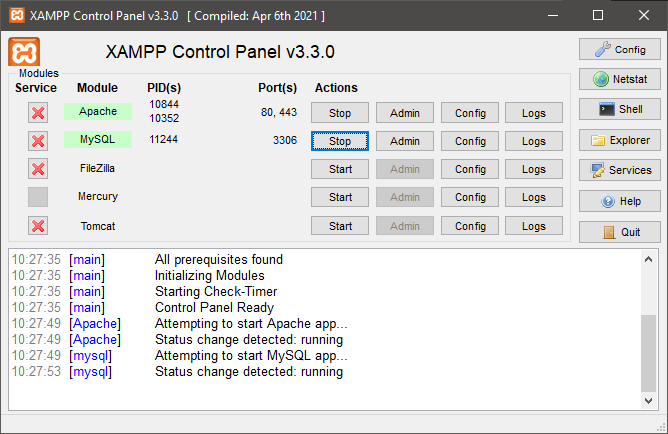 XAMPP Control Panel v3.3.0 [ Compiled: Apr 6th 2021 ]
XAMPP Control Panel v3.3.0
Config
Modules
Service Module PID(s) Port(s) Actions
Netstat
Apache 10844 10352 80, 443 Stop Admin Config Logs
Shell
MySQL 11244 3306 Stop Admin Config Logs
Explorer
FileZilla Start Admin Config Logs
Services
Mercury Start Admin Config Logs
Help
Tomcat Start Admin Config Logs
Quit
10:27:35 [main] All prerequisites found
10:27:35 [main] Initializing Modules
10:27:35 [main] Starting Check-Timer
10:27:35 [main] Control Panel Ready
10:27:49 [Apache] Attempting to start Apache app...
10:27:49 [Apache] Status change detected: running
10:27:49 [mysql] Attempting to start MySQL app...
10:27:53 [mysql] Status change detected: running